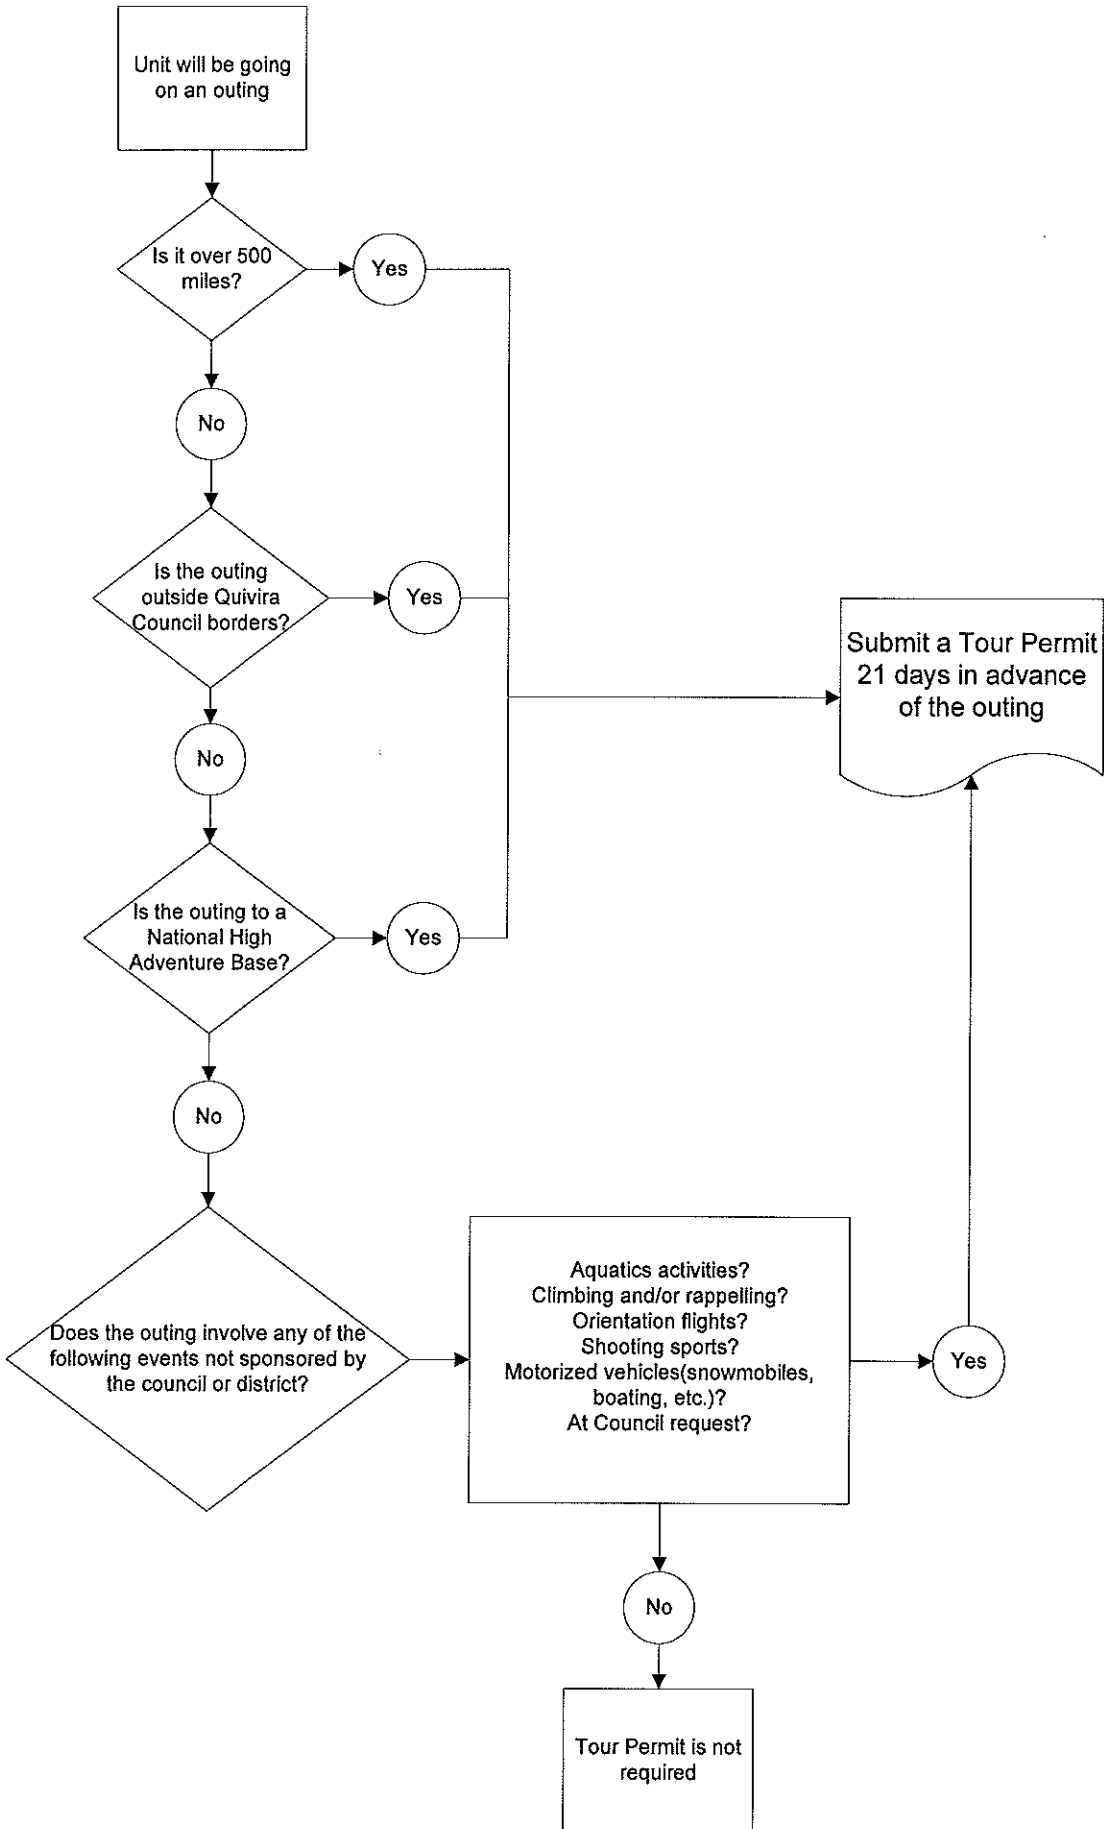 Unit will be going
on an outing
Is it over 500
miles?
Yes
No
Is the outing
outside Quivira
Council borders?
Yes
No
Is the outing to a
National High
Adventure Base?
Yes
No
Submit a Tour Permit
21 days in advance
of the outing
Does the outing involve any of the
following events not sponsored by
the council or district?
Aquatics activities?
Climbing and/or rappelling?
Orientation flights?
Shooting sports?
Motorized vehicles(snowmobiles,
boating, etc.)?
At Council request?
Yes
No
Tour Permit is not
required